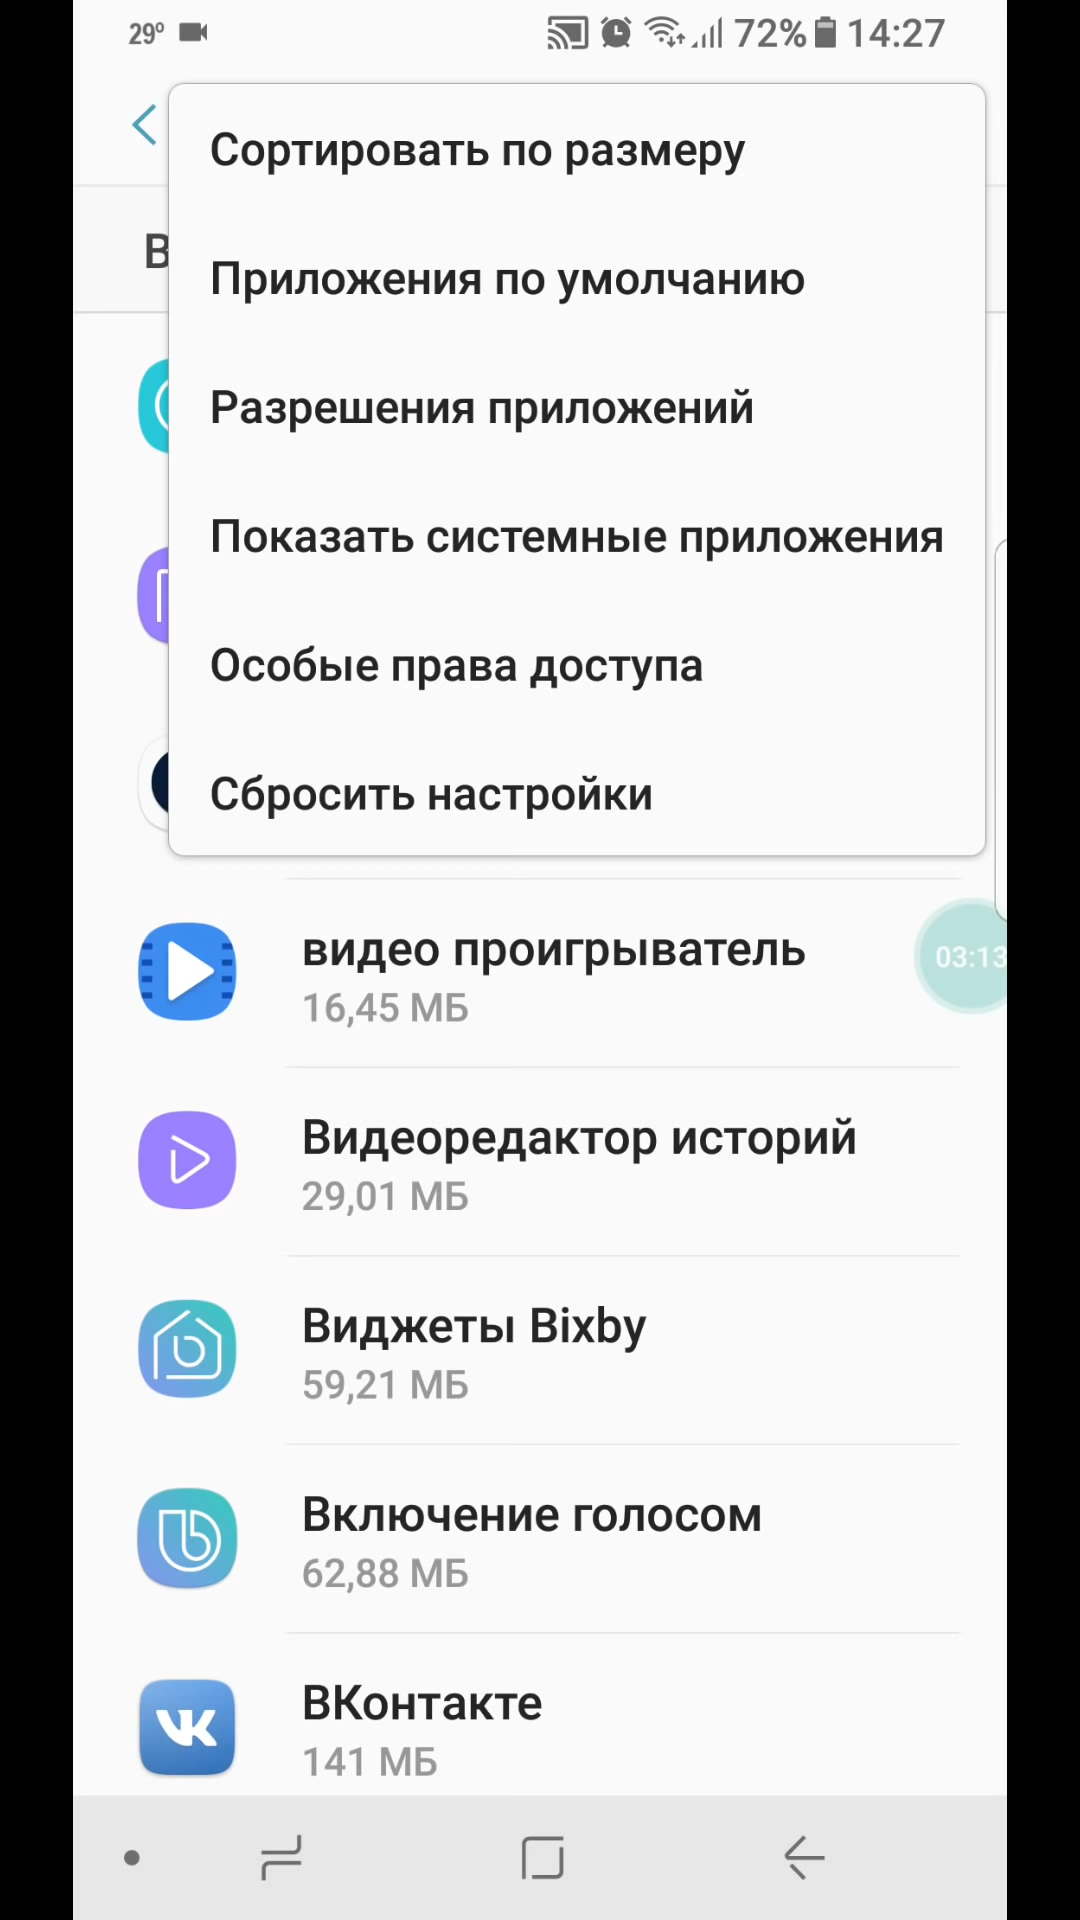 29° 72% 14:27
Сортировать по размеру
В
Приложения по умолчанию
Разрешения приложений
Показать системные приложения
Особые права доступа
Сбросить настройки
видео проигрыватель
16,45 МБ
03:13
Видеоредактор историй
29,01 МБ
Виджеты Bixby
59,21 МБ
Включение голосом
62,88 МБ
ВКонтакте
141 МБ